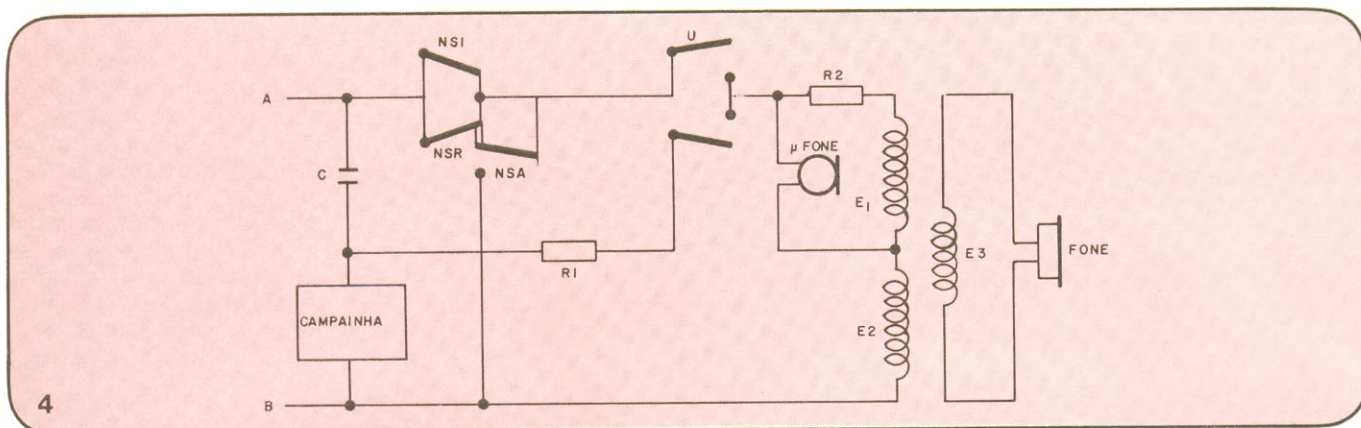 NSI
U
A
R2
NSR
μ FONE
C
NSA
E1
R1
E3
FONE
CAMPAINHA
E2
B
4